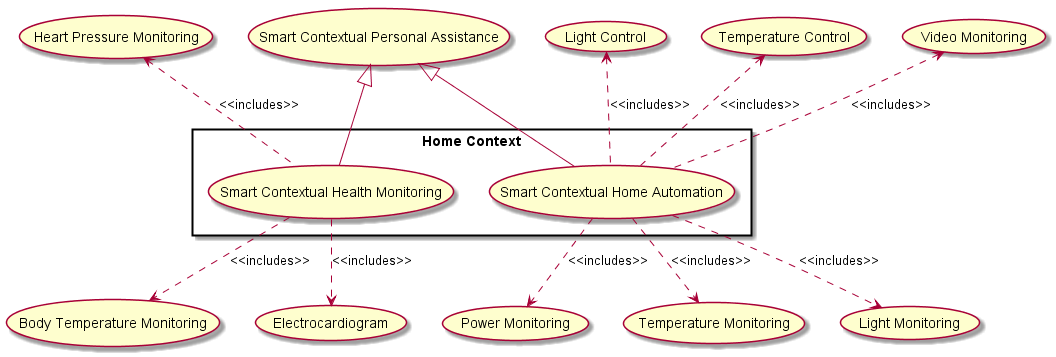 Heart Pressure Monitoring
Smart Contextual Personal Assistance
Light Control
Temperature Control
Video Monitoring
<<includes>>
<<includes>>
<<includes>>
<<includes>>
Home Context
Smart Contextual Health Monitoring
Smart Contextual Home Automation
<<includes>>
<<includes>>
<<includes>>
<<includes>>
<<includes>>
Body Temperature Monitoring
Electrocardiogram
Power Monitoring
Temperature Monitoring
Light Monitoring